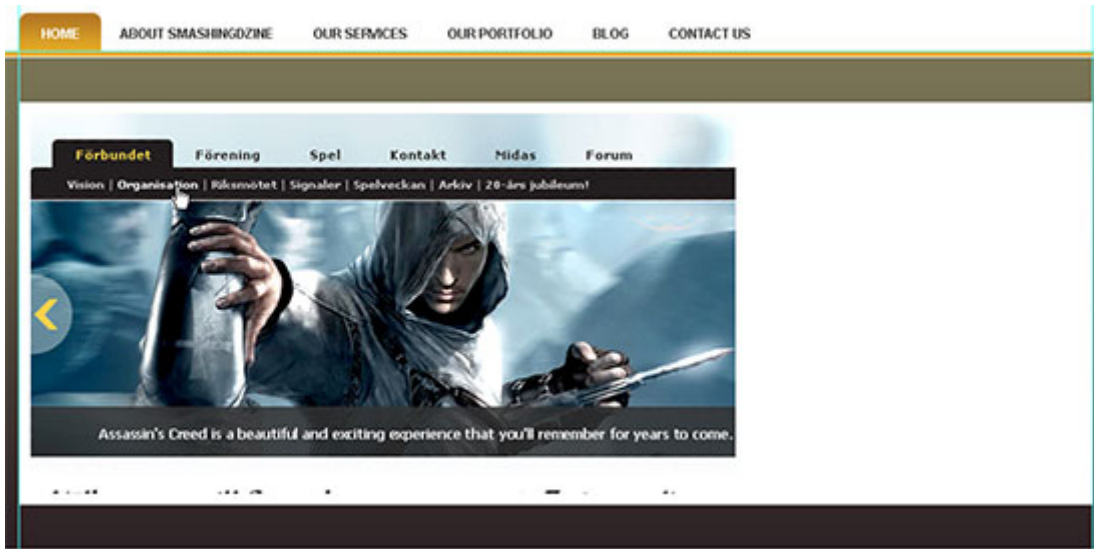 HOME ABOUT SMASHINGDZINE OUR SERVICES OUR PORTFOLIO BLOG CONTACT US
Förbundet Förening Spel Kontakt Midas Forum
Vision | Organisation | Riksmötet | Signaler | Spelveckan | Arkiv | 20-års jubileum!
Assassin's Creed is a beautiful and exciting experience that you'll remember for years to come.